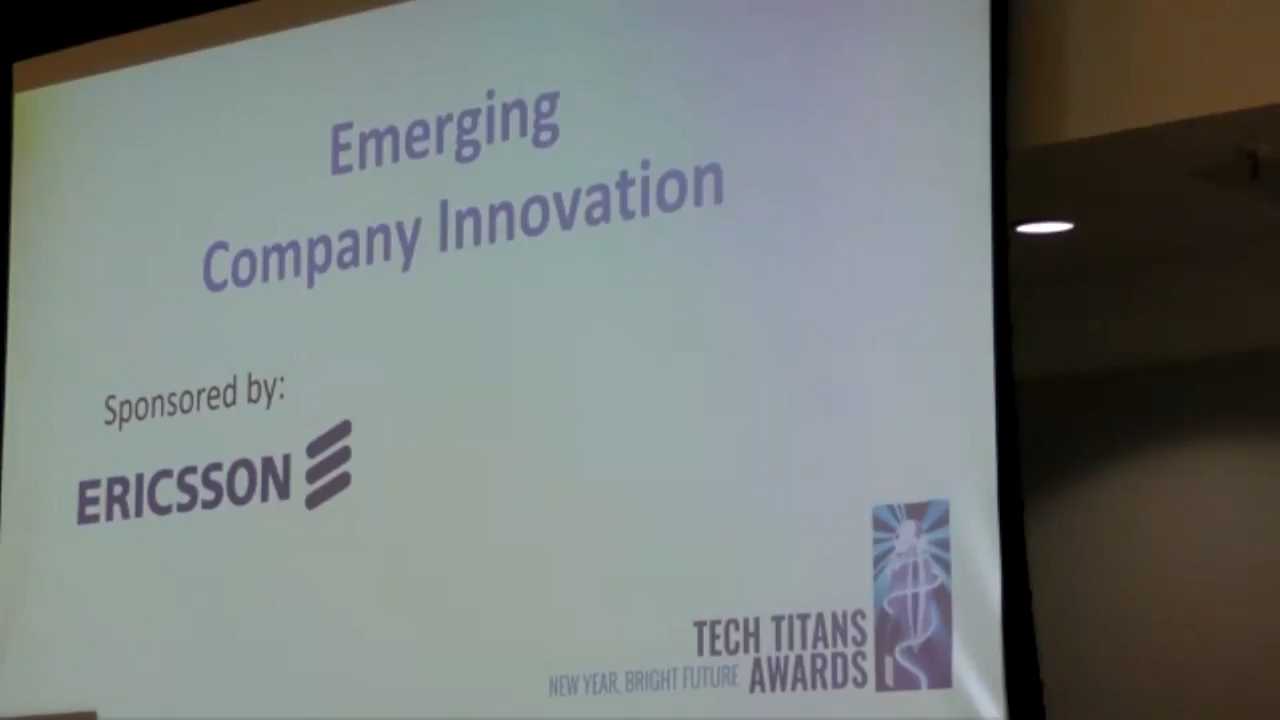 Emerging
Company Innovation
Sponsored by:
ERICSSON
TECH TITANS
NEW YEAR, BRIGHT FUTURE AWARDS